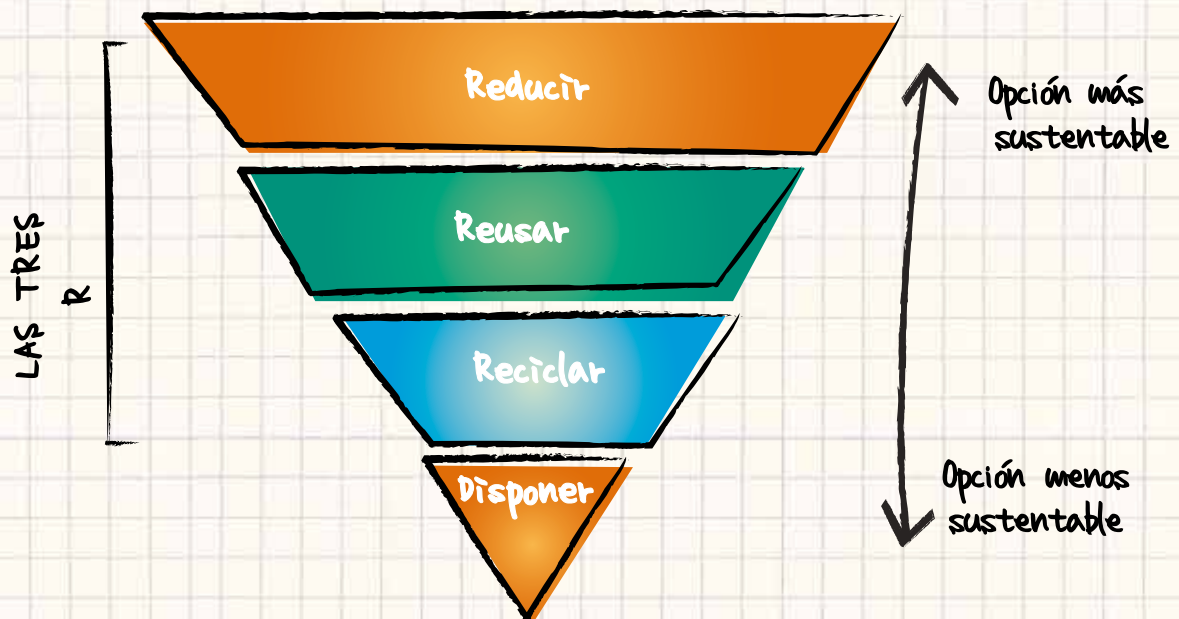 Reducir
Opción más
sustentable
Reusar
LAS TRES
R
Reciclar
Disponer
Opción menos
sustentable